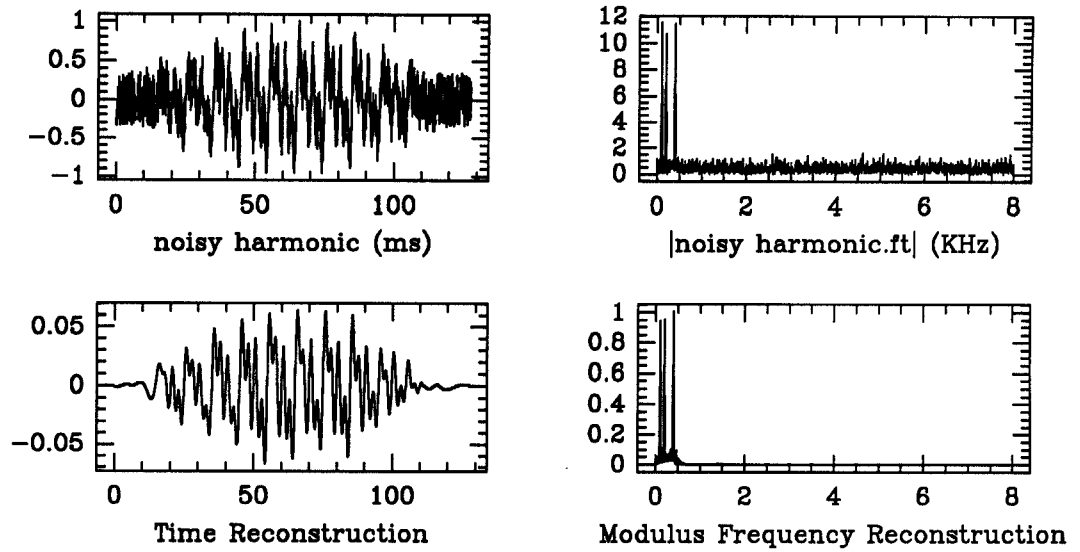 1
0.5
0
−0.5
−1
0 50 100
noisy harmonic (ms)
12
10
8
6
4
2
0
0 2 4 6 8
|noisy harmonic.ft| (KHz)
0.05
0
−0.05
0 50 100
Time Reconstruction
1
0.8
0.6
0.4
0.2
0
0 2 4 6 8
Modulus Frequency Reconstruction